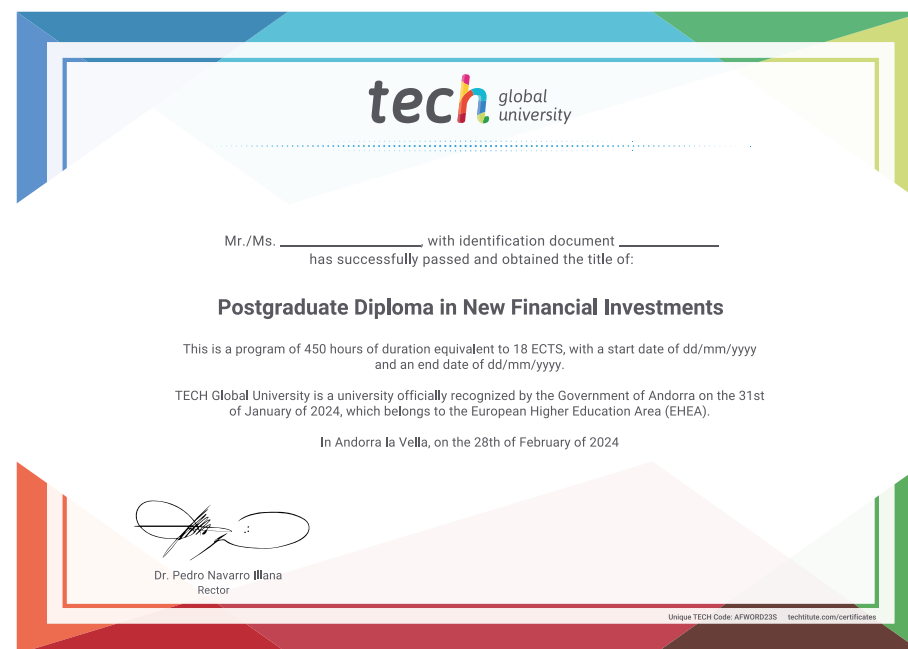 tech global university
Mr./Ms. ____________________, with identification document ______________
has successfully passed and obtained the title of:
Postgraduate Diploma in New Financial Investments
This is a program of 450 hours of duration equivalent to 18 ECTS, with a start date of dd/mm/yyyy
and an end date of dd/mm/yyyy.
TECH Global University is a university officially recognized by the Government of Andorra on the 31st
of January of 2024, which belongs to the European Higher Education Area (EHEA).
In Andorra la Vella, on the 28th of February of 2024
Dr. Pedro Navarro Illana
Rector
Unique TECH Code: AFWORD23S techtitute.com/certificates